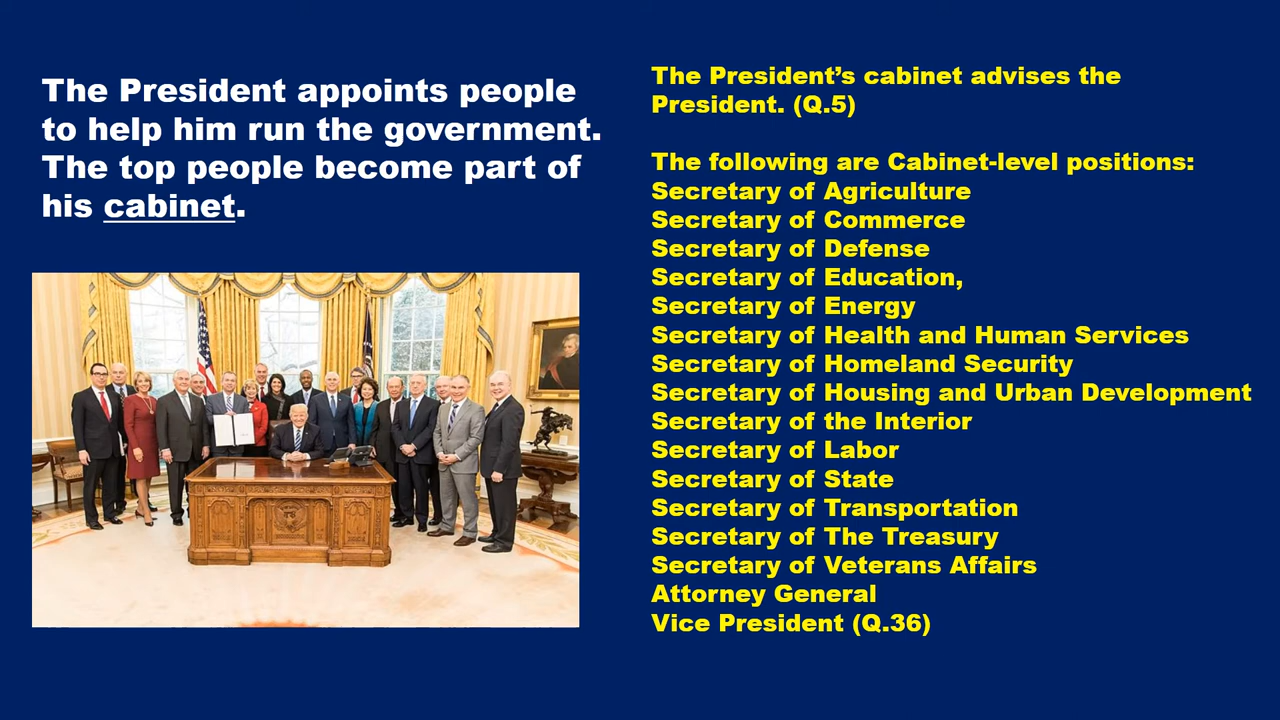 The President appoints people
to help him run the government.
The top people become part of
his cabinet.
The President’s cabinet advises the
President. (Q.5)
The following are Cabinet-level positions:
Secretary of Agriculture
Secretary of Commerce
Secretary of Defense
Secretary of Education,
Secretary of Energy
Secretary of Health and Human Services
Secretary of Homeland Security
Secretary of Housing and Urban Development
Secretary of the Interior
Secretary of Labor
Secretary of State
Secretary of Transportation
Secretary of The Treasury
Secretary of Veterans Affairs
Attorney General
Vice President (Q.36)